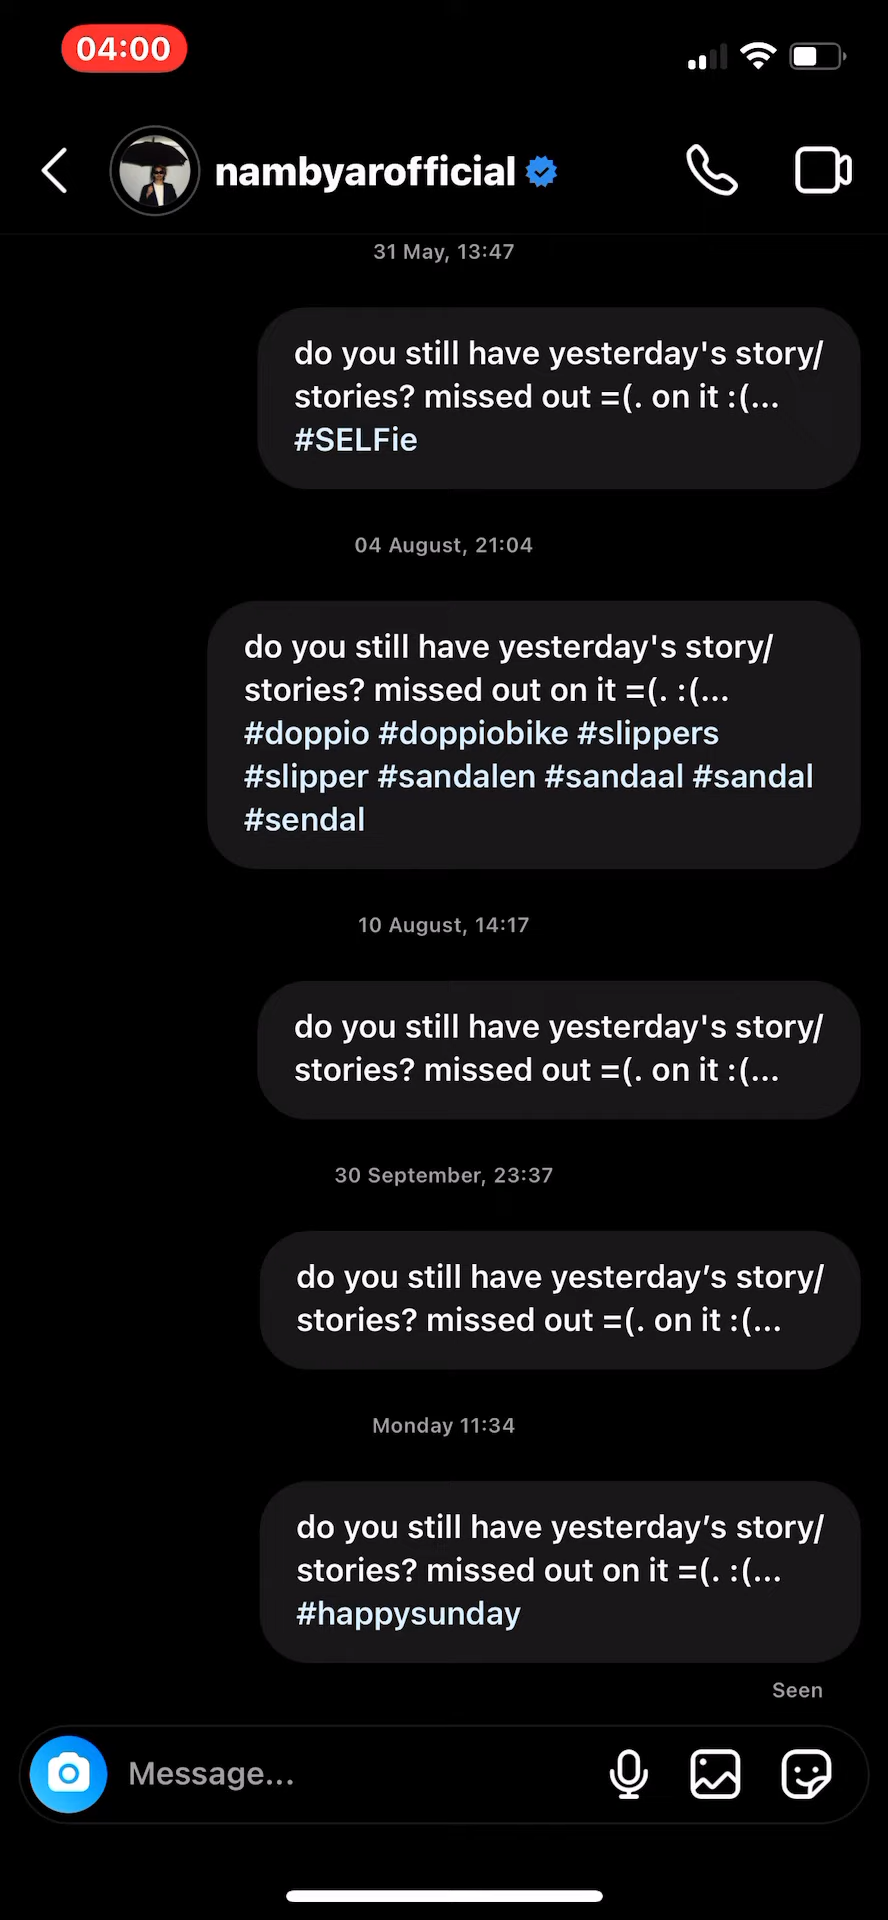 04:00
nambyarofficial
31 May, 13:47
do you still have yesterday's story/
stories? missed out =(. on it :(...
#SELFie
04 August, 21:04
do you still have yesterday's story/
stories? missed out on it =(. :(...
#doppio #doppiobike #slippers
#slipper #sandalen #sandaal #sandal
#sendal
10 August, 14:17
do you still have yesterday's story/
stories? missed out =(. on it :(...
30 September, 23:37
do you still have yesterday’s story/
stories? missed out =(. on it :(...
Monday 11:34
do you still have yesterday’s story/
stories? missed out on it =(. :(...
#happysunday
Seen
Message...